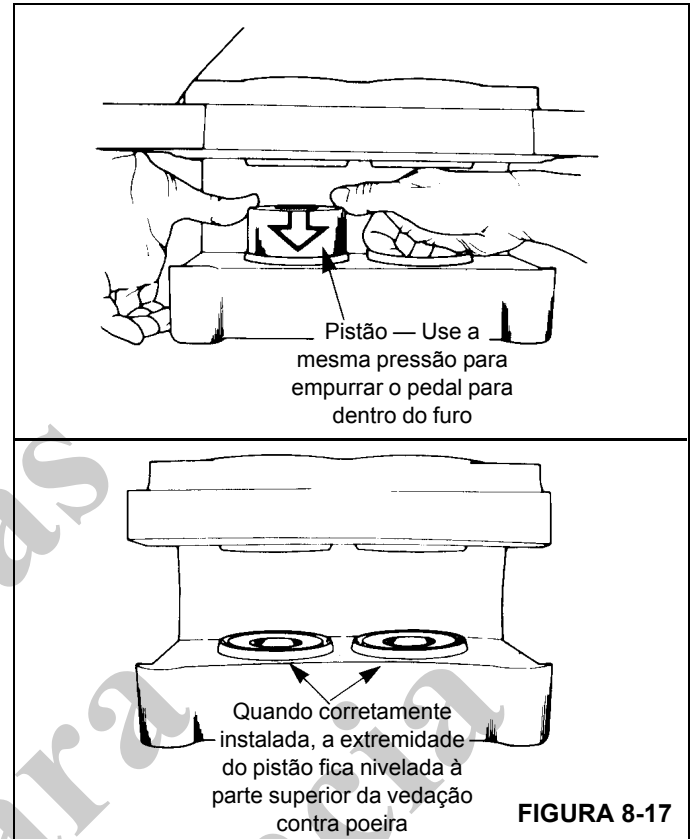 Pistão — Use a
mesma pressão para
empurrar o pedal para
dentro do furo
Quando corretamente
instalada, a extremidade
do pistão fica nivelada à
parte superior da vedação
contra poeira
FIGURA 8-17